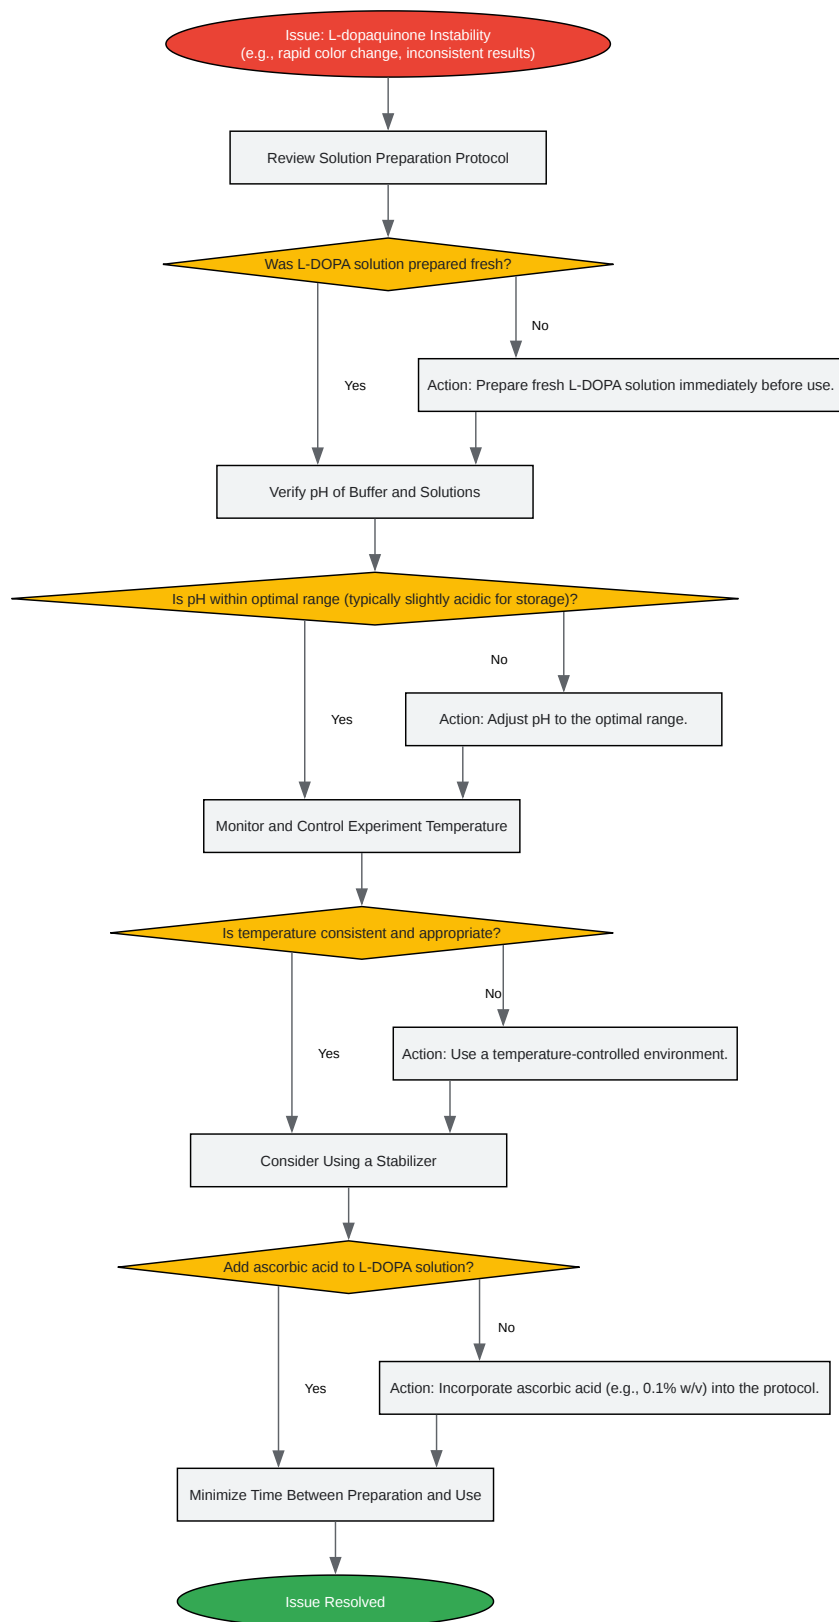 Issue: L-dopaquinone Instability
(e.g., rapid color change, inconsistent results)
Review Solution Preparation Protocol
Was L-DOPA solution prepared fresh?
No
Yes
Action: Prepare fresh L-DOPA solution immediately before use.
Verify pH of Buffer and Solutions
Is pH within optimal range (typically slightly acidic for storage)?
No
Yes
Action: Adjust pH to the optimal range.
Monitor and Control Experiment Temperature
Is temperature consistent and appropriate?
No
Yes
Action: Use a temperature-controlled environment.
Consider Using a Stabilizer
Add ascorbic acid to L-DOPA solution?
No
Yes
Action: Incorporate ascorbic acid (e.g., 0.1% w/v) into the protocol.
Minimize Time Between Preparation and Use
Issue Resolved